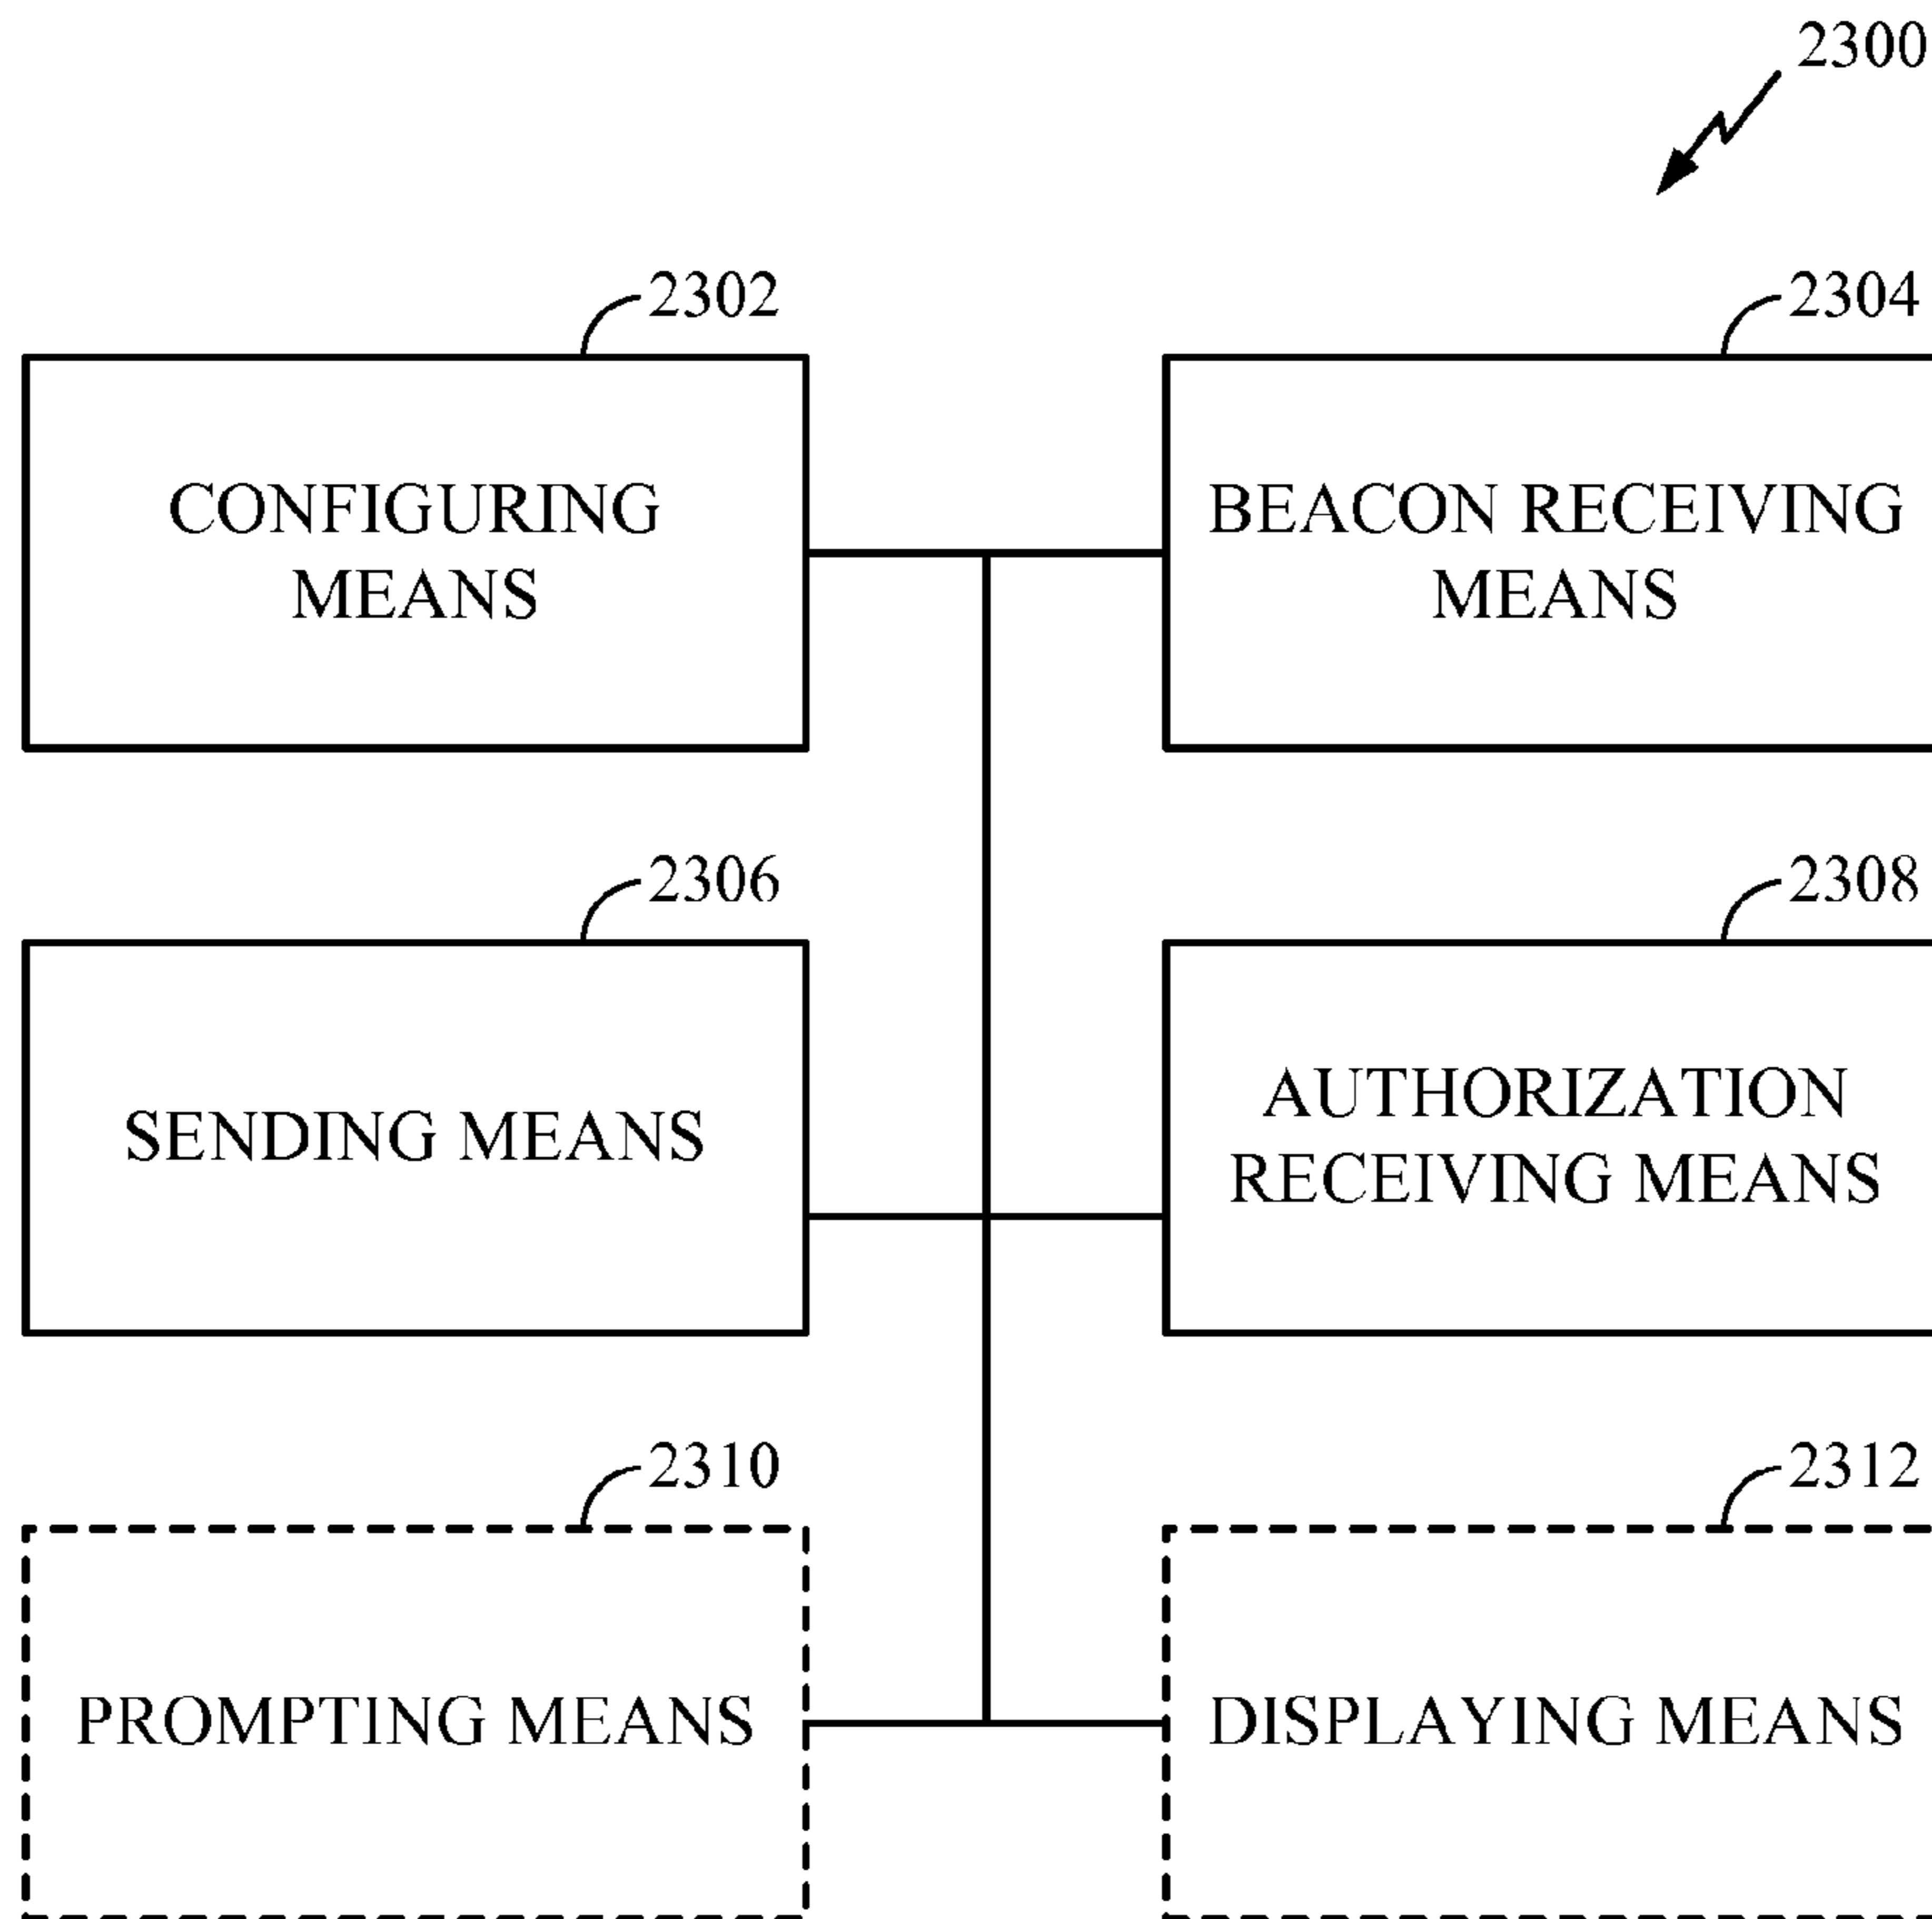 2300
2302
2304
CONFIGURING
MEANS
BEACON RECEIVING
MEANS
2306
2308
SENDING MEANS
AUTHORIZATION
RECEIVING MEANS
2310
2312
PROMPTING MEANS
DISPLAYING MEANS